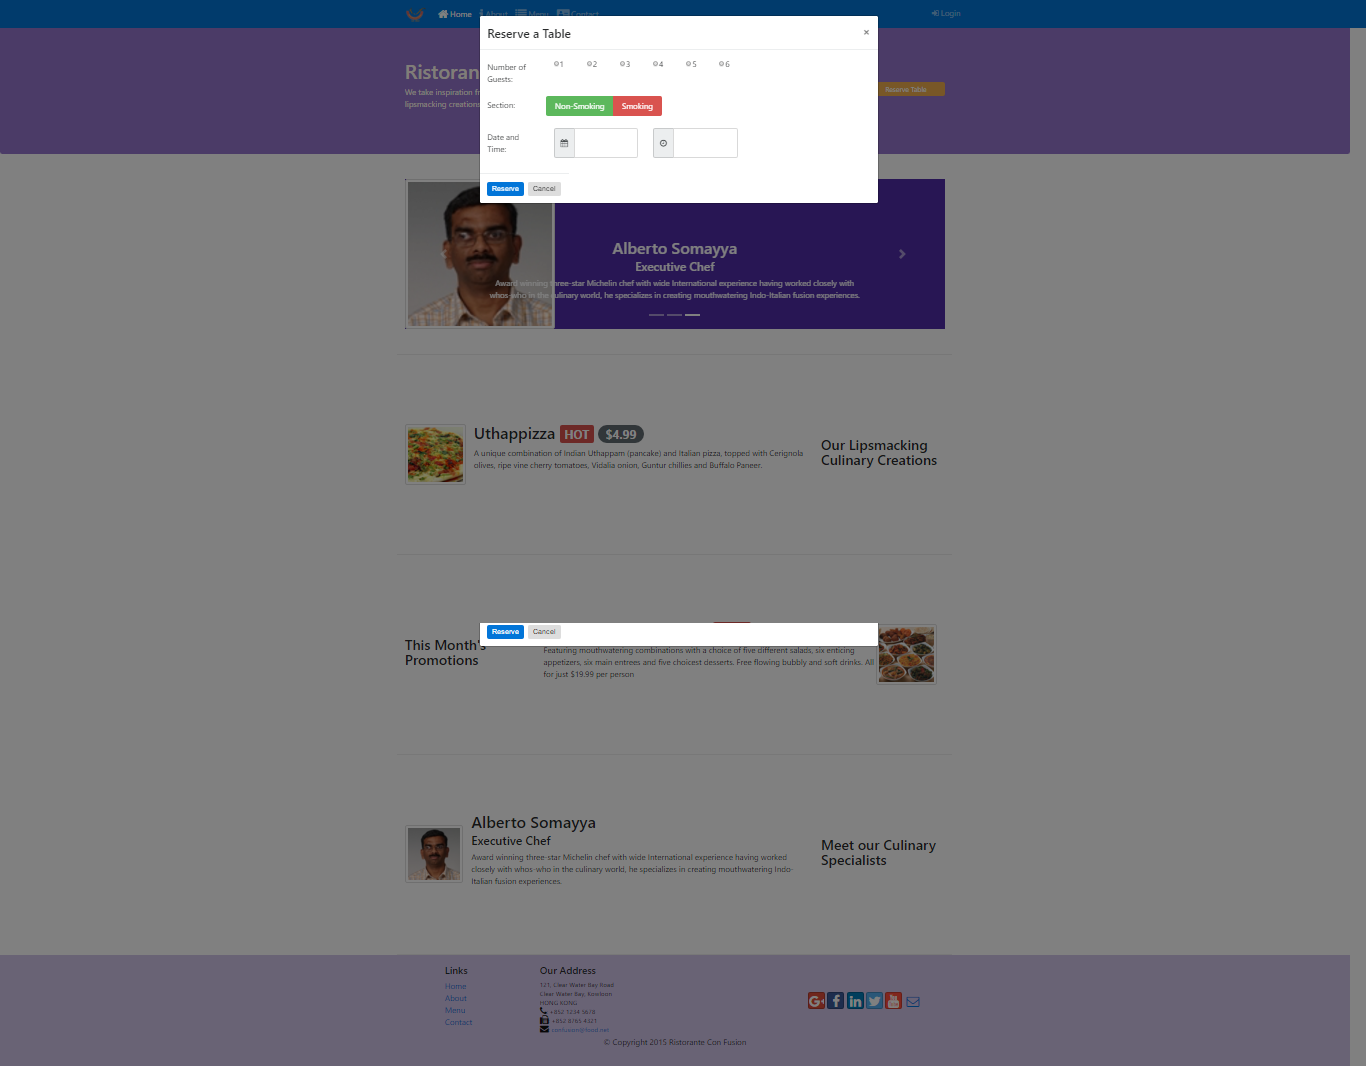 Home About Menu Contact
Login
Reserve a Table ×
Number of Guests:
1 2 3 4 5 6
Section:
Non-Smoking Smoking
Date and Time:
Reserve Cancel
Ristoran
We take inspiration fr
lipsmacking creations
Reserve Table
Alberto Somayya
Executive Chef
Award winning three-star Michelin chef with wide International experience having worked closely with
whos-who in the culinary world, he specializes in creating mouthwatering Indo-Italian fusion experiences.
Uthappizza HOT $4.99
A unique combination of Indian Uthappam (pancake) and Italian pizza, topped with Cerignola
olives, ripe vine cherry tomatoes, Vidalia onion, Guntur chillies and Buffalo Paneer.
Our Lipsmacking
Culinary Creations
Reserve Cancel
This Month's
Promotions
Featuring mouthwatering combinations with a choice of five different salads, six enticing
appetizers, six main entrees and five choicest desserts. Free flowing bubbly and soft drinks. All
for just $19.99 per person
Alberto Somayya
Executive Chef
Award winning three-star Michelin chef with wide International experience having worked
closely with whos-who in the culinary world, he specializes in creating mouthwatering Indo-
Italian fusion experiences.
Meet our Culinary
Specialists
Links
Home
About
Menu
Contact
Our Address
121, Clear Water Bay Road
Clear Water Bay, Kowloon
HONG KONG
+852 1234 5678
+852 8765 4321
confusion@food.net
© Copyright 2015 Ristorante Con Fusion